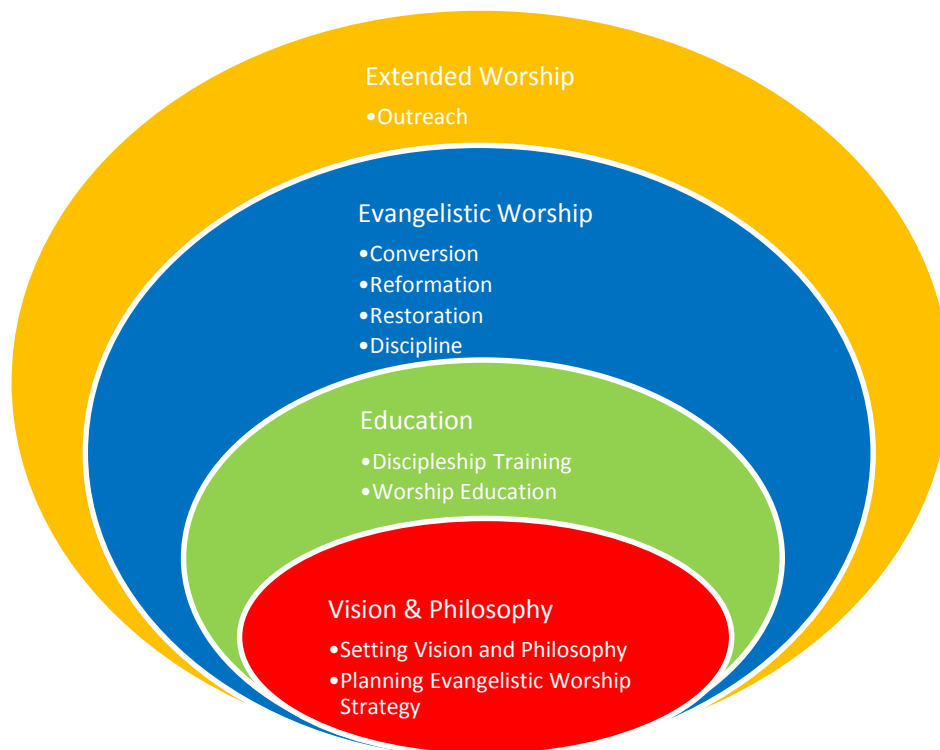 Extended Worship
•Outreach
Evangelistic Worship
•Conversion
•Reformation
•Restoration
•Discipline
Education
•Discipleship Training
•Worship Education
Vision & Philosophy
•Setting Vision and Philosophy
•Planning Evangelistic Worship
Strategy